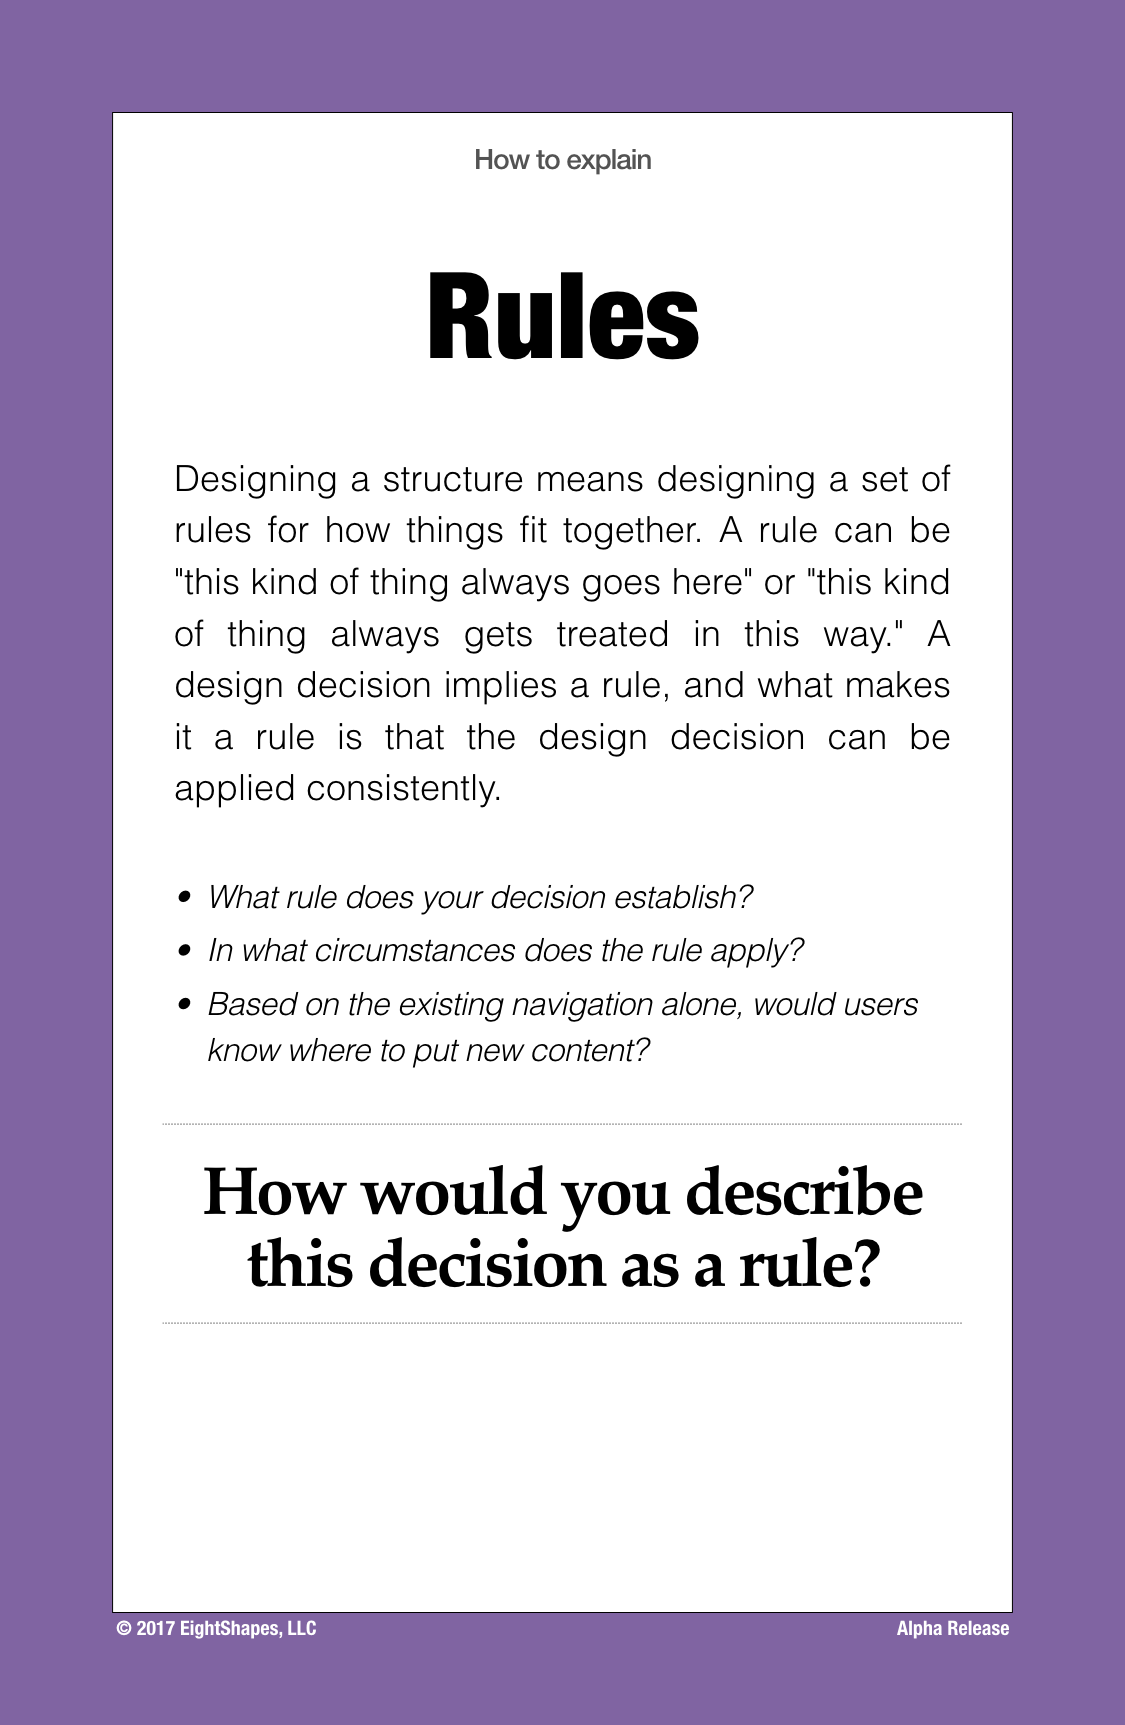 How to explain
Rules
Designing a structure means designing a set of
rules for how things fit together. A rule can be
"this kind of thing always goes here" or "this kind
of thing always gets treated in this way." A
design decision implies a rule, and what makes
it a rule is that the design decision can be
applied consistently.
• What rule does your decision establish?
• In what circumstances does the rule apply?
• Based on the existing navigation alone, would users
know where to put new content?
How would you describe
this decision as a rule?
© 2017 EightShapes, LLC
Alpha Release